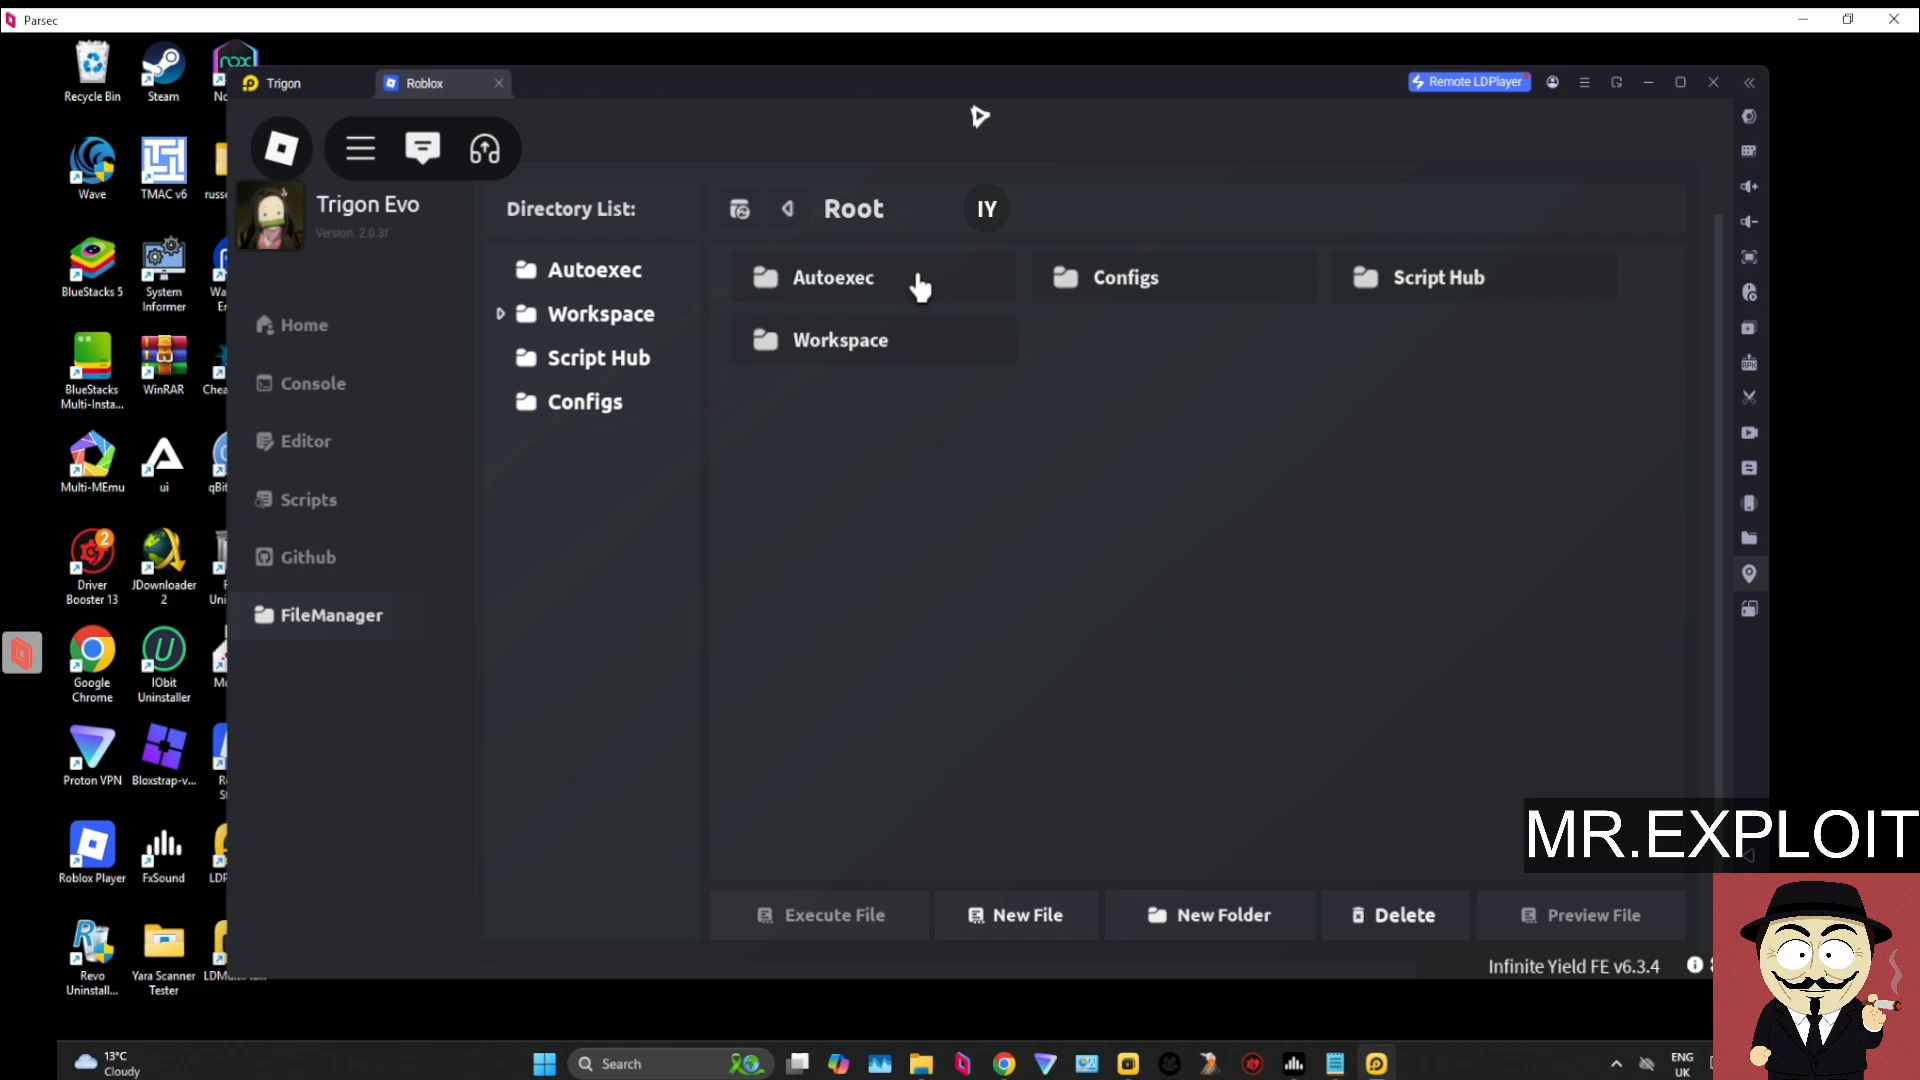 Parsec
Recycle Bin
Steam
Trigon
Roblox
Remote LDPlayer
Wave
TMAC v6
Trigon Evo
Version: 2.0.3f
Directory List:
Root
IY
Autoexec
Workspace
Script Hub
Configs
Autoexec
Configs
Script Hub
Workspace
BlueStacks 5
System
Informer
Home
Console
Editor
Scripts
Github
FileManager
BlueStacks
Multi-Insta...
WinRAR
Multi-MEmu
ui
2
Driver
Booster 13
JDownloader
2
Google
Chrome
IObit
Uninstaller
Proton VPN
Bloxstrap-v...
Roblox Player
FxSound
Revo
Uninstall...
Yara Scanner
Tester
Execute File
New File
New Folder
Delete
Preview File
Infinite Yield FE v6.3.4
MR.EXPLOIT
13°C
Cloudy
Search
ENG
UK